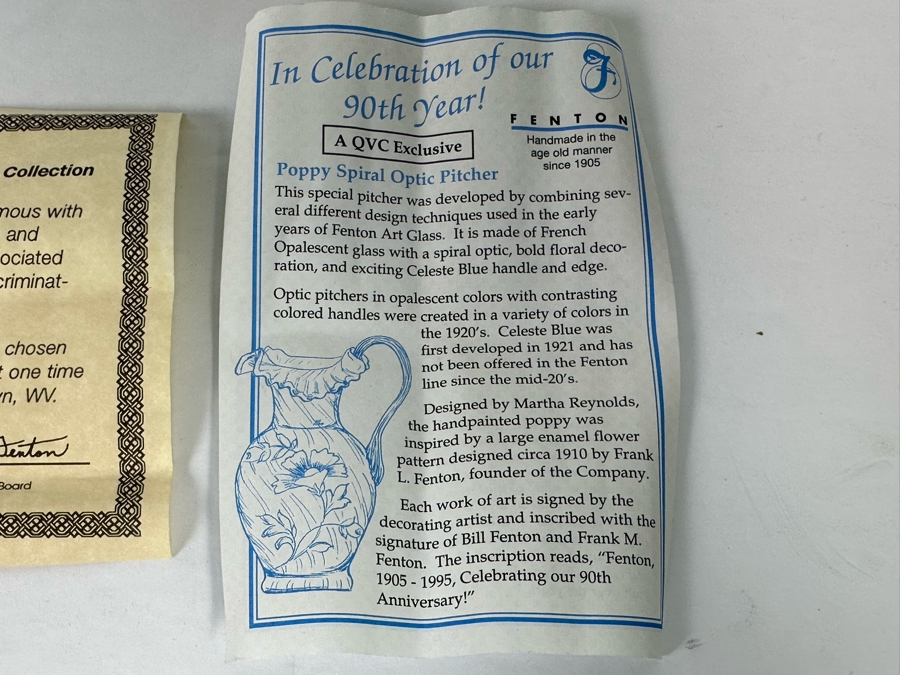 Collection
mous with
and
ociated
criminat-
chosen
t one time
n, WV.
Fenton
Board
In Celebration of our
90th Year!
A QVC Exclusive
F
FENTON
Handmade in the
age old manner
since 1905
Poppy Spiral Optic Pitcher
This special pitcher was developed by combining sev-
eral different design techniques used in the early
years of Fenton Art Glass. It is made of French
Opalescent glass with a spiral optic, bold floral deco-
ration, and exciting Celeste Blue handle and edge.
Optic pitchers in opalescent colors with contrasting
colored handles were created in a variety of colors in
the 1920's. Celeste Blue was
first developed in 1921 and has
not been offered in the Fenton
line since the mid-20's.
Designed by Martha Reynolds,
the handpainted poppy was
inspired by a large enamel flower
pattern designed circa 1910 by Frank
L. Fenton, founder of the Company.
Each work of art is signed by the
decorating artist and inscribed with the
signature of Bill Fenton and Frank M.
Fenton. The inscription reads, "Fenton,
1905 - 1995, Celebrating our 90th
Anniversary!"